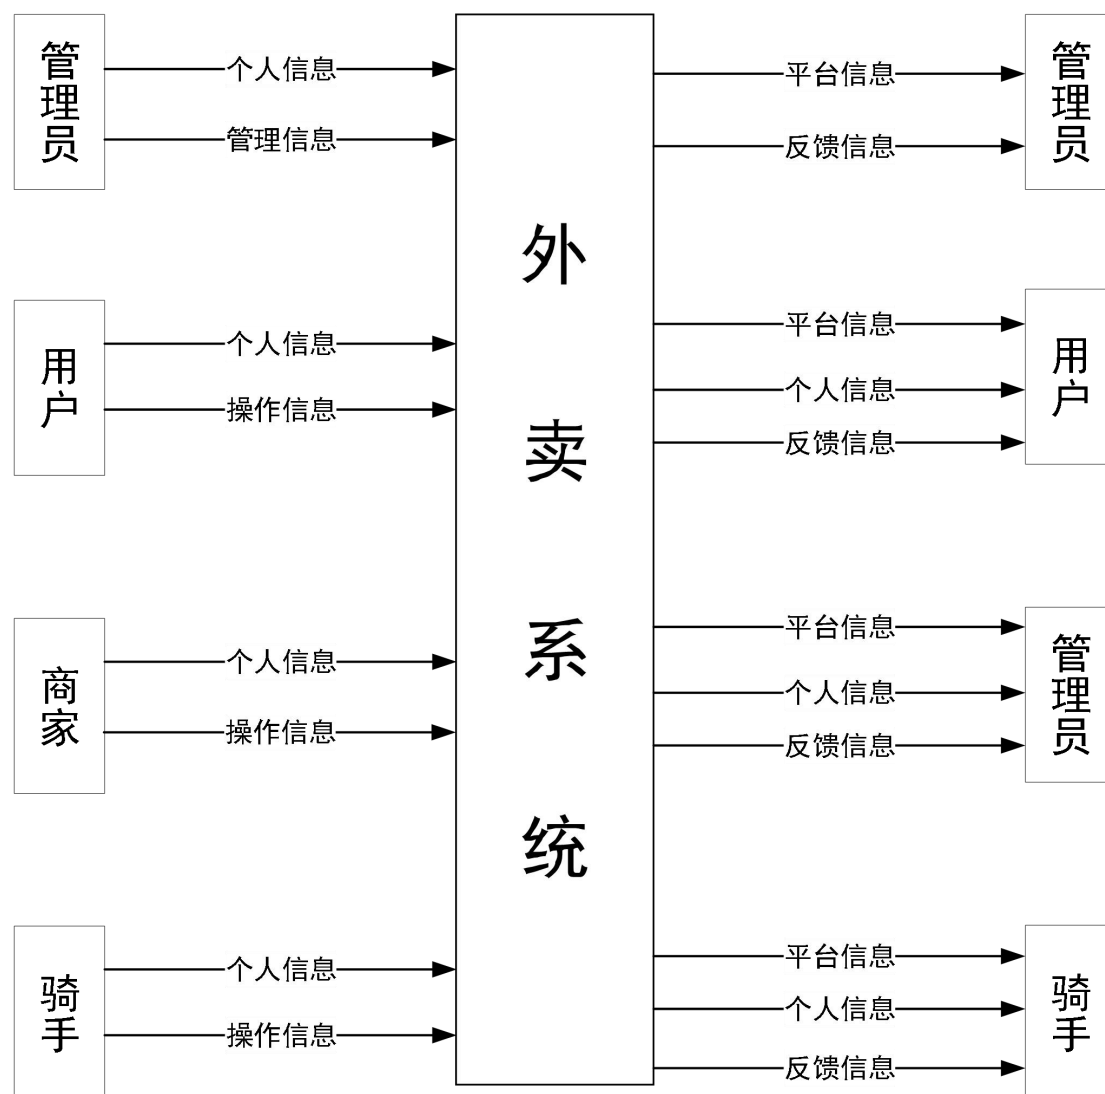 管理员
个人信息
管理信息
用户
个人信息
操作信息
商家
个人信息
操作信息
骑手
个人信息
操作信息
外卖系统
平台信息
反馈信息
管理员
平台信息
个人信息
反馈信息
用户
平台信息
个人信息
反馈信息
管理员
平台信息
个人信息
反馈信息
骑手